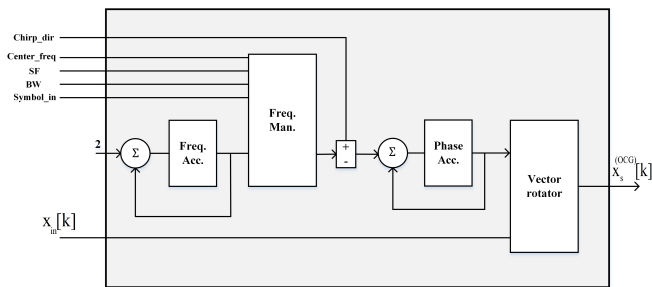 Chirp_dir
Center_freq
SF
BW
Symbol_in
2
Σ
Freq.
Acc.
Freq.
Man.
+
-
Σ
Phase
Acc.
Vector
rotator
x_s^(OCG)[k]
x_in[k]